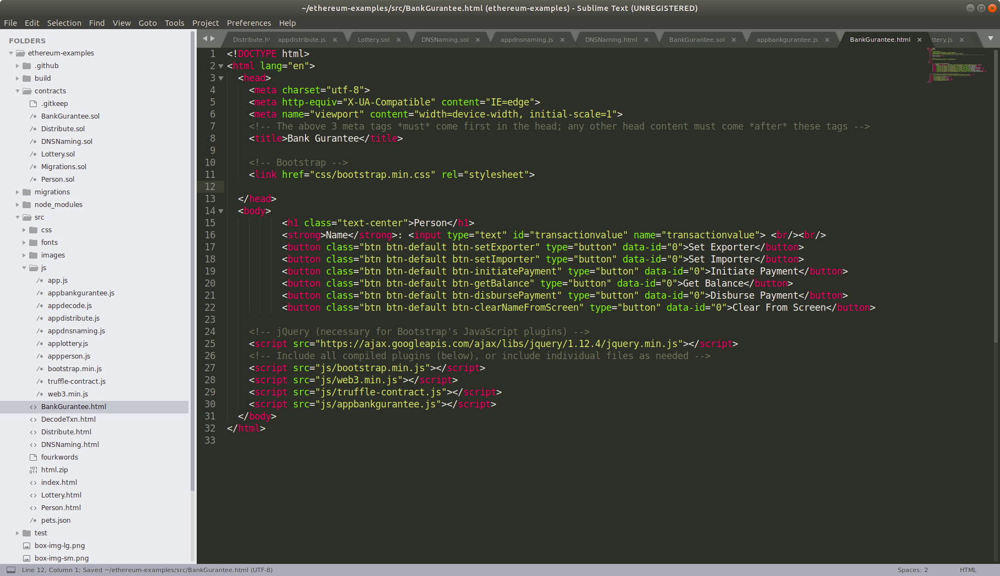 ~/ethereum-examples/src/BankGurantee.html (ethereum-examples) - Sublime Text (UNREGISTERED)
File Edit Selection Find View Goto Tools Project Preferences Help
FOLDERS
ethereum-examples
.github
build
contracts
.gitkeep
/* BankGurantee.sol
/* Distribute.sol
/* DNSNaming.sol
/* Lottery.sol
/* Migrations.sol
/* Person.sol
migrations
node_modules
src
css
fonts
images
js
/* app.js
/* appbankgurantee.js
/* appdecode.js
/* appdistribute.js
/* appdnsnaming.js
/* applottery.js
/* appperson.js
/* bootstrap.min.js
/* truffle-contract.js
/* web3.min.js
<> BankGurantee.html
<> DecodeTxn.html
<> Distribute.html
<> DNSNaming.html
fourkwords
html.zip
<> index.html
<> Lottery.html
<> Person.html
/* pets.json
test
box-img-lg.png
box-img-sm.png
Distribute.h appdistribute.js Lottery.sol DNSNaming.sol appdnsnaming.js DNSNaming.html BankGurantee.sol appbankgurantee.js BankGurantee.html ttery.js
1 <!DOCTYPE html>
2 <html lang="en">
3 <head>
4 <meta charset="utf-8">
5 <meta http-equiv="X-UA-Compatible" content="IE=edge">
6 <meta name="viewport" content="width=device-width, initial-scale=1">
7 <!-- The above 3 meta tags *must* come first in the head; any other head content must come *after* these tags -->
8 <title>Bank Gurantee</title>
9
10 <!-- Bootstrap -->
11 <link href="css/bootstrap.min.css" rel="stylesheet">
12
13 </head>
14 <body>
15 <h1 class="text-center">Person</h1>
16 <strong>Name</strong>: <input type="text" id="transactionvalue" name="transactionvalue"> <br/><br/>
17 <button class="btn btn-default btn-setExporter" type="button" data-id="0">Set Exporter</button>
18 <button class="btn btn-default btn-setImporter" type="button" data-id="0">Set Importer</button>
19 <button class="btn btn-default btn-initiatePayment" type="button" data-id="0">Initiate Payment</button>
20 <button class="btn btn-default btn-getBalance" type="button" data-id="0">Get Balance</button>
21 <button class="btn btn-default btn-disbursePayment" type="button" data-id="0">Disburse Payment</button>
22 <button class="btn btn-default btn-clearNameFromScreen" type="button" data-id="0">Clear From Screen</button>
23
24 <!-- jQuery (necessary for Bootstrap's JavaScript plugins) -->
25 <script src="https://ajax.googleapis.com/ajax/libs/jquery/1.12.4/jquery.min.js"></script>
26 <!-- Include all compiled plugins (below), or include individual files as needed -->
27 <script src="js/bootstrap.min.js"></script>
28 <script src="js/web3.min.js"></script>
29 <script src="js/truffle-contract.js"></script>
30 <script src="js/appbankgurantee.js"></script>
31 </body>
32 </html>
33
Line 12, Column 1; Saved ~/ethereum-examples/src/BankGurantee.html (UTF-8)
Spaces: 2 HTML